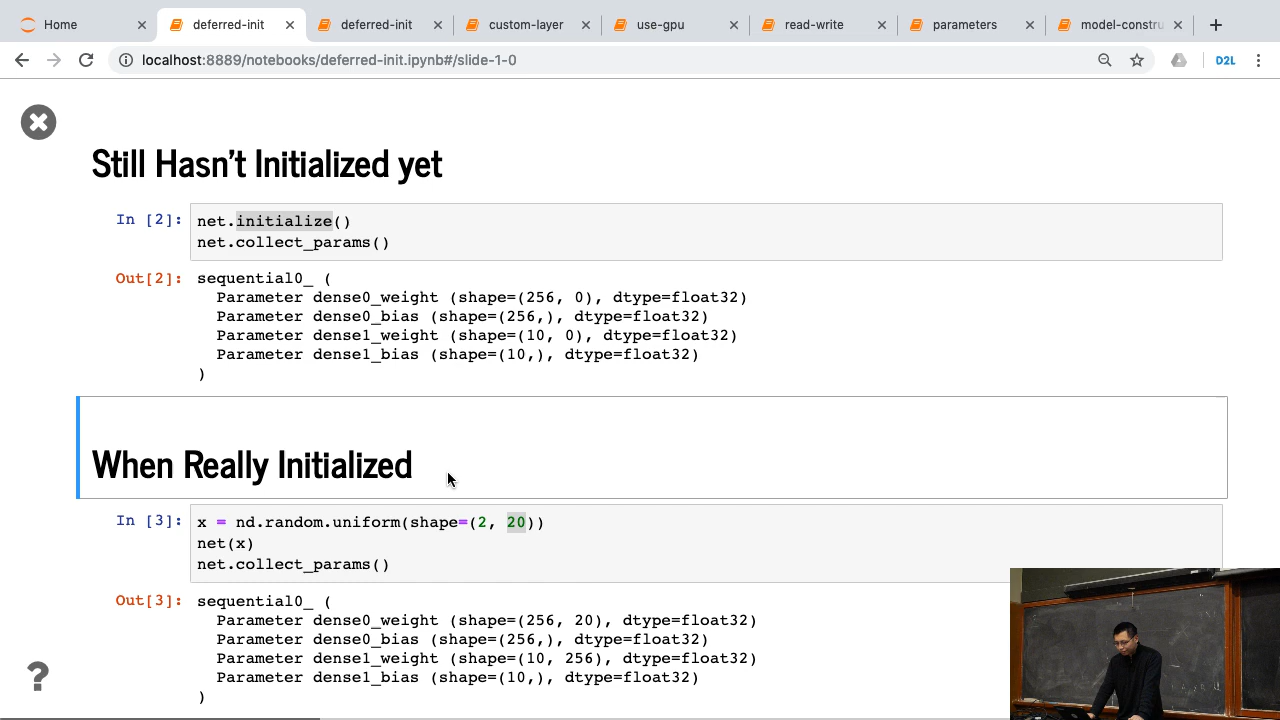 Home
deferred-init
deferred-init
custom-layer
use-gpu
read-write
parameters
model-constru
localhost:8889/notebooks/deferred-init.ipynb#/slide-1-0
D2L
Still Hasn't Initialized yet
In [2]:
net.initialize()
net.collect_params()
Out[2]:
sequential0_ (
Parameter dense0_weight (shape=(256, 0), dtype=float32)
Parameter dense0_bias (shape=(256,), dtype=float32)
Parameter dense1_weight (shape=(10, 0), dtype=float32)
Parameter dense1_bias (shape=(10,), dtype=float32)
)
When Really Initialized
In [3]:
x = nd.random.uniform(shape=(2, 20))
net(x)
net.collect_params()
Out[3]:
sequential0_ (
Parameter dense0_weight (shape=(256, 20), dtype=float32)
Parameter dense0_bias (shape=(256,), dtype=float32)
Parameter dense1_weight (shape=(10, 256), dtype=float32)
Parameter dense1_bias (shape=(10,), dtype=float32)
)
?